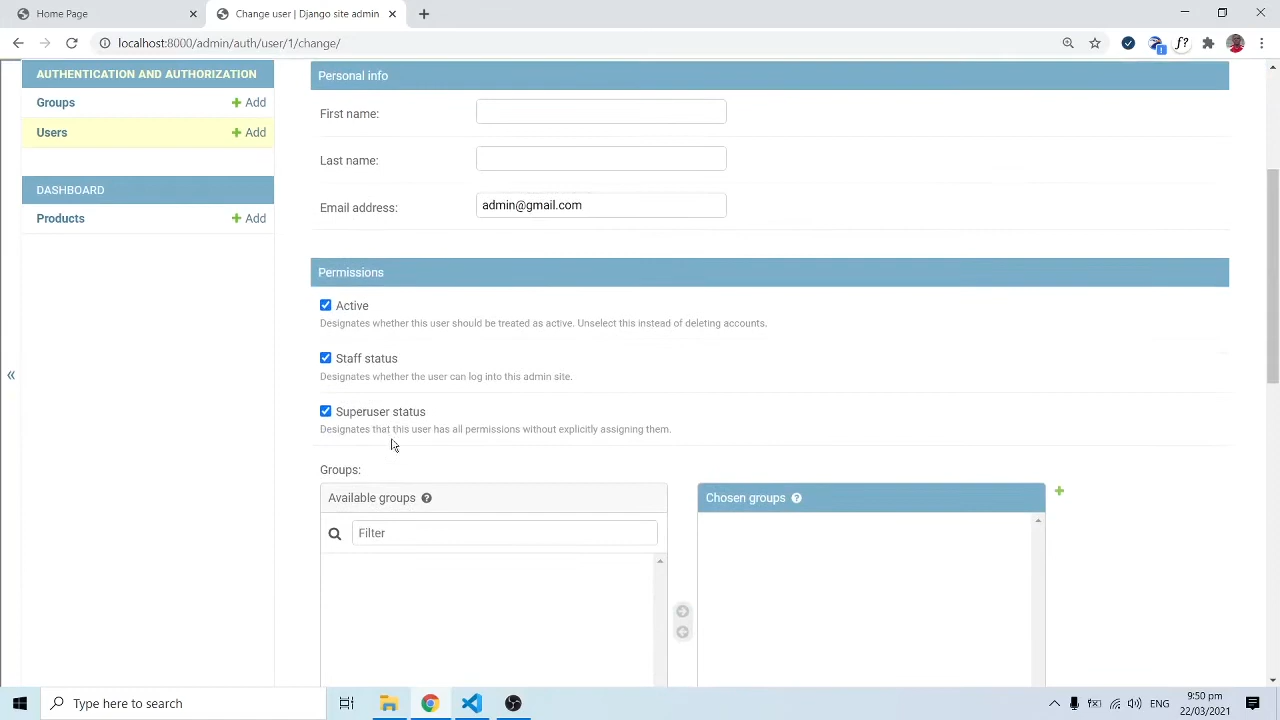 Home Page
Change user | Django site admin
localhost:8000/admin/auth/user/1/change/
f?
AUTHENTICATION AND AUTHORIZATION
Groups + Add
Users + Add
DASHBOARD
Products + Add
«
Personal info
First name:
Last name:
Email address: admin@gmail.com
Permissions
Active
Designates whether this user should be treated as active. Unselect this instead of deleting accounts.
Staff status
Designates whether the user can log into this admin site.
Superuser status
Designates that this user has all permissions without explicitly assigning them.
Groups:
Available groups ?
Filter
Chosen groups ?
Type here to search
ENG
9:50 pm
22/03/2021